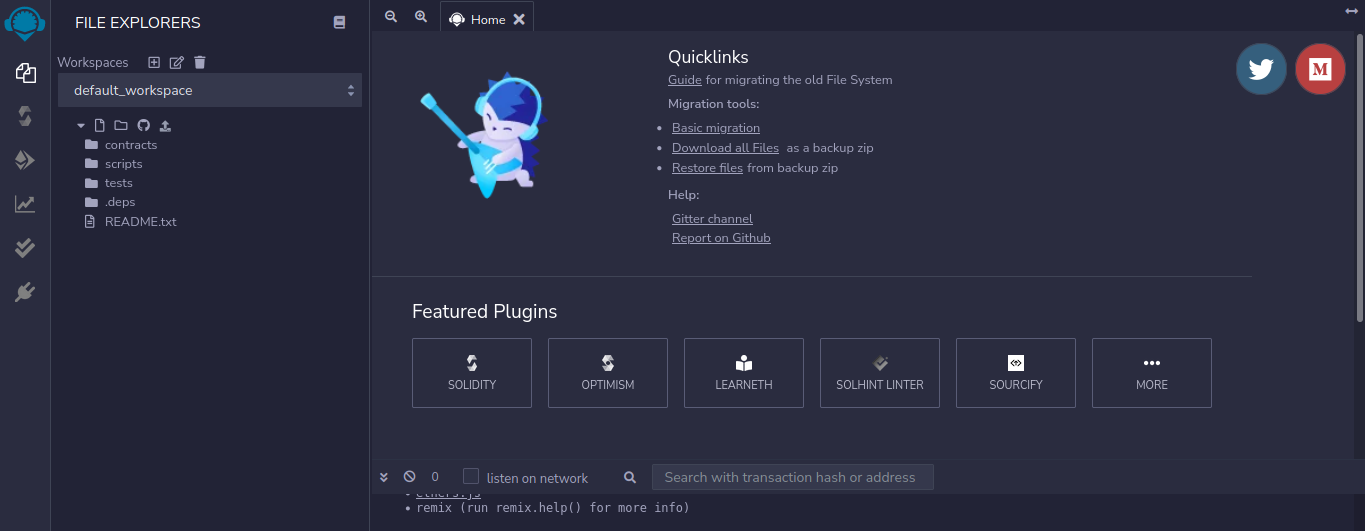 FILE EXPLORERS
Workspaces
default_workspace
contracts
scripts
tests
.deps
README.txt
Home
Quicklinks
Guide for migrating the old File System
Migration tools:
Basic migration
Download all Files as a backup zip
Restore files from backup zip
Help:
Gitter channel
Report on Github
M
Featured Plugins
SOLIDITY
OPTIMISM
LEARNETH
SOLHINT LINTER
SOURCIFY
MORE
0
listen on network
Search with transaction hash or address
ethers.js
remix (run remix.help() for more info)